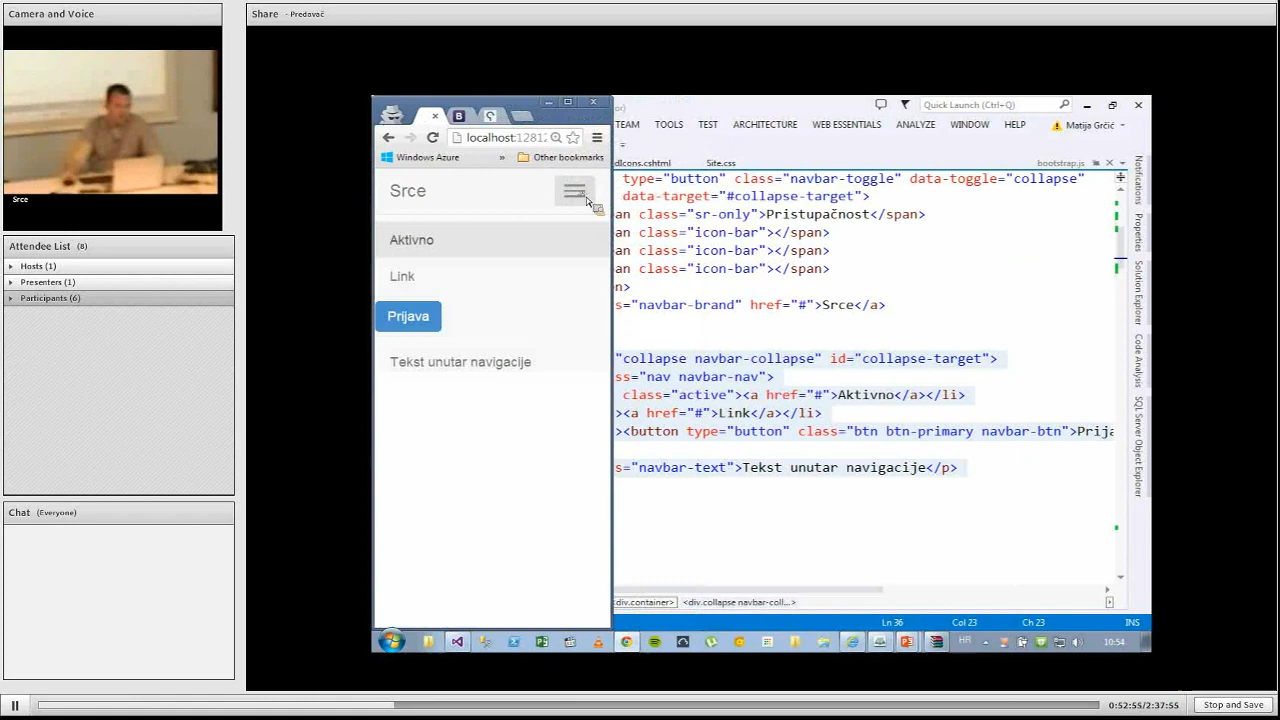 Camera and Voice
Srce
Attendee List (8)
Hosts (1)
Presenters (1)
Participants (6)
Chat (Everyone)
Share - Predavač
localhost:12812
Windows Azure
»
Other bookmarks
Srce
Aktivno
Link
Prijava
Tekst unutar navigacije
Quick Launch (Ctrl+Q)
TEAM TOOLS TEST ARCHITECTURE WEB ESSENTIALS ANALYZE WINDOW HELP
Matija Grčić
dIcons.cshtml
Site.css
bootstrap.js
type="button" class="navbar-toggle" data-toggle="collapse"
data-target="#collapse-target">
an class="sr-only">Pristupačnost</span>
an class="icon-bar"></span>
an class="icon-bar"></span>
an class="icon-bar"></span>
on>
s="navbar-brand" href="#">Srce</a>
"collapse navbar-collapse" id="collapse-target">
ss="nav navbar-nav">
class="active"><a href="#">Aktivno</a></li>
><a href="#">Link</a></li>
><button type="button" class="btn btn-primary navbar-btn">Prija
s="navbar-text">Tekst unutar navigacije</p>
Notifications
Properties
Solution Explorer
Code Analysis
SQL Server Object Explorer
<div.container> <div.collapse navbar-coll...>
Ln 36 Col 23 Ch 23 INS
HR
10:54
0:52:55/2:37:55
Stop and Save